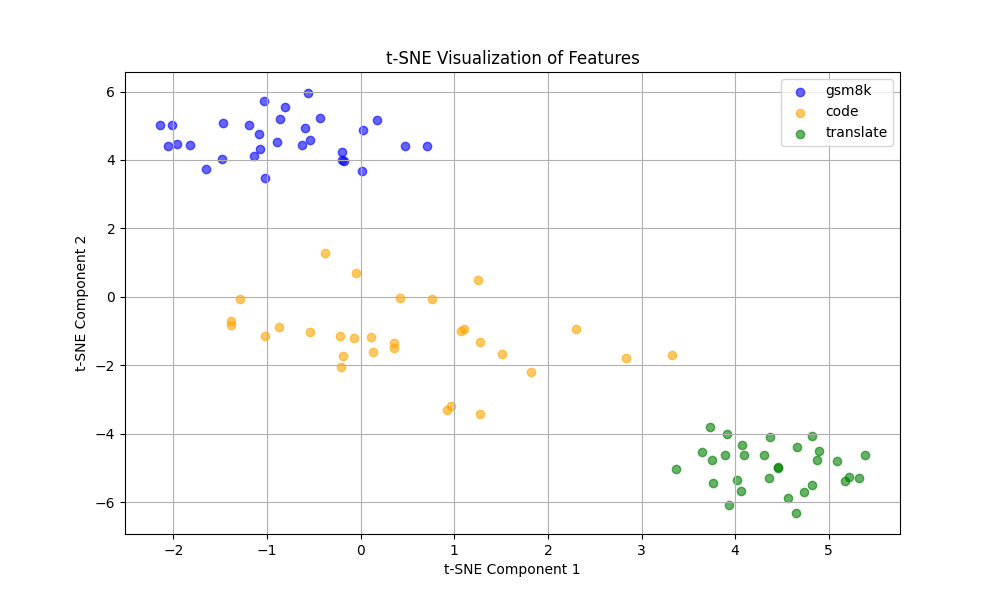 t-SNE Visualization of Features
gsm8k
code
translate
6
4
2
0
−2
−4
−6
t-SNE Component 2
−2 −1 0 1 2 3 4 5
t-SNE Component 1